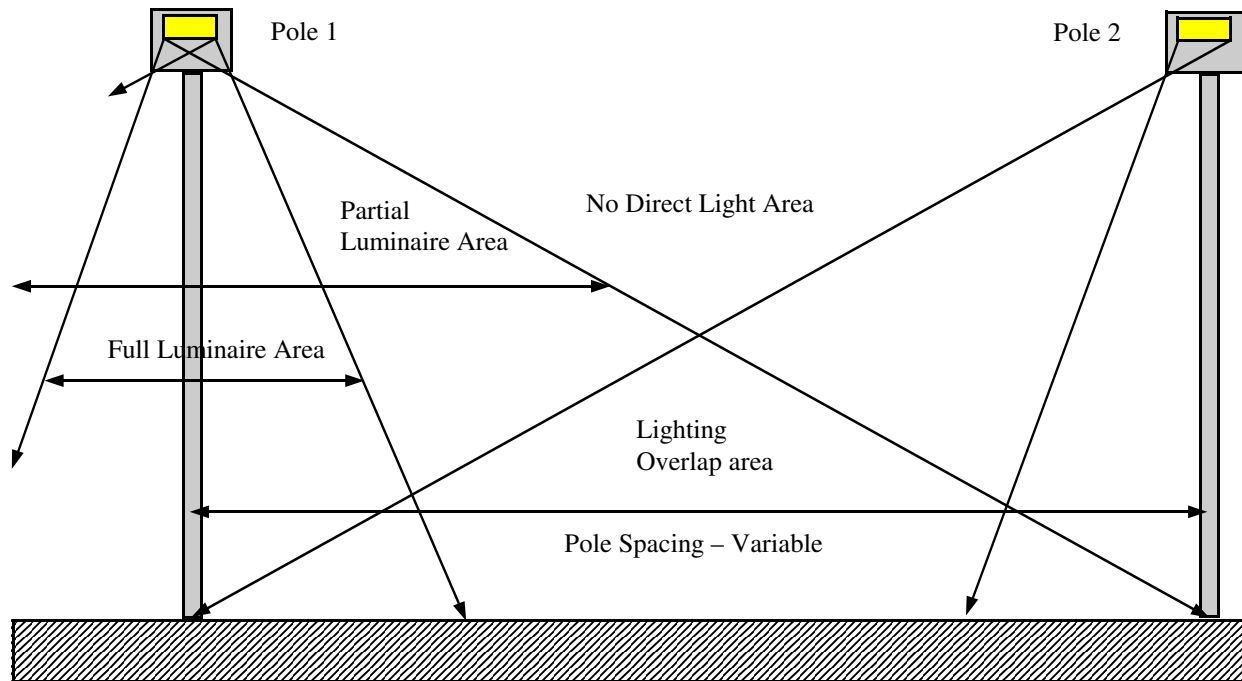 Pole 1
Pole 2
No Direct Light Area
Partial
Luminaire Area
Full Luminaire Area
Lighting
Overlap area
Pole Spacing – Variable